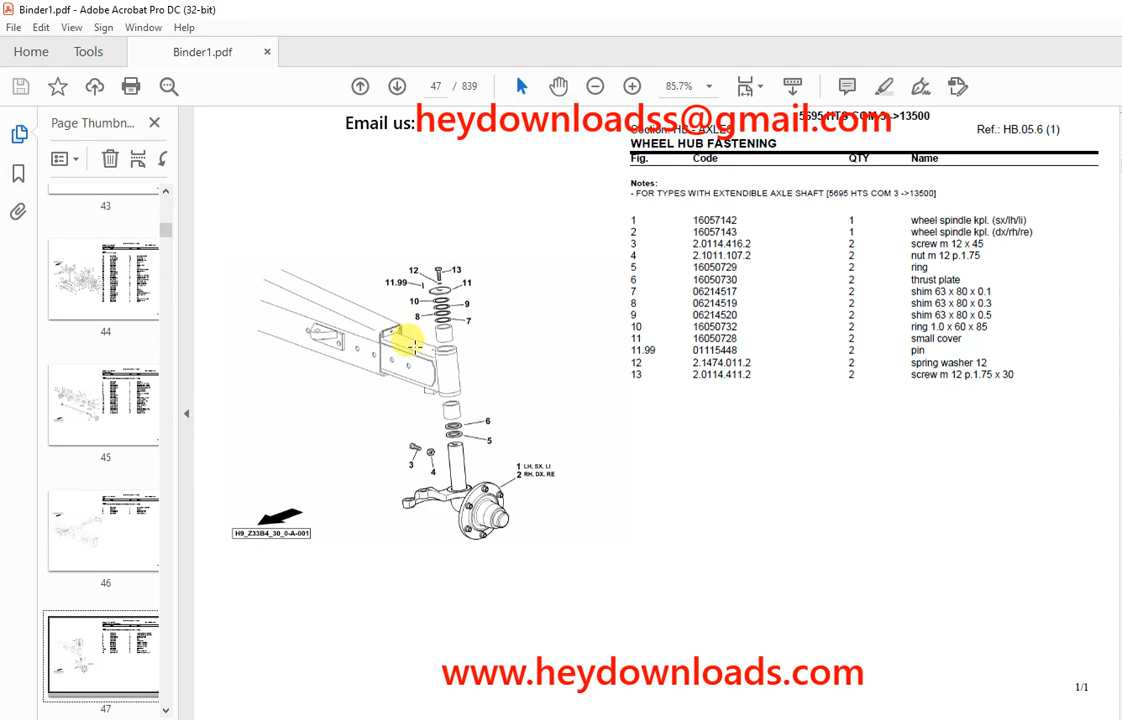 Binder1.pdf - Adobe Acrobat Pro DC (32-bit)
File Edit View Sign Window Help
Home Tools Binder1.pdf ×
47 / 839 85.7%
Page Thumbn...
43
44
45
46
47
Email us:heydownloadss@gmail.com
5695 HTS COM 3 ->13500
Section: HB - AXLES Ref.: HB.05.6 (1)
WHEEL HUB FASTENING
Fig. Code QTY Name
Notes:
- FOR TYPES WITH EXTENDIBLE AXLE SHAFT [5695 HTS COM 3 ->13500]
1 16057142 1 wheel spindle kpl. (sx/lh/li)
2 16057143 1 wheel spindle kpl. (dx/rh/re)
3 2.0114.416.2 2 screw m 12 x 45
4 2.1011.107.2 2 nut m 12 p.1.75
5 16050729 2 ring
6 16050730 2 thrust plate
7 06214517 2 shim 63 x 80 x 0.1
8 06214519 2 shim 63 x 80 x 0.3
9 06214520 2 shim 63 x 80 x 0.5
10 16050732 2 ring 1.0 x 60 x 85
11 16050728 2 small cover
11.99 01115448 2 pin
12 2.1474.011.2 2 spring washer 12
13 2.0114.411.2 2 screw m 12 p.1.75 x 30
12 13
11.99 11
10 9
8 7
6
5
3 4
1 LH, SX, LI
2 RH, DX, RE
H9_Z33B4_30_0-A-001
www.heydownloads.com
1/1